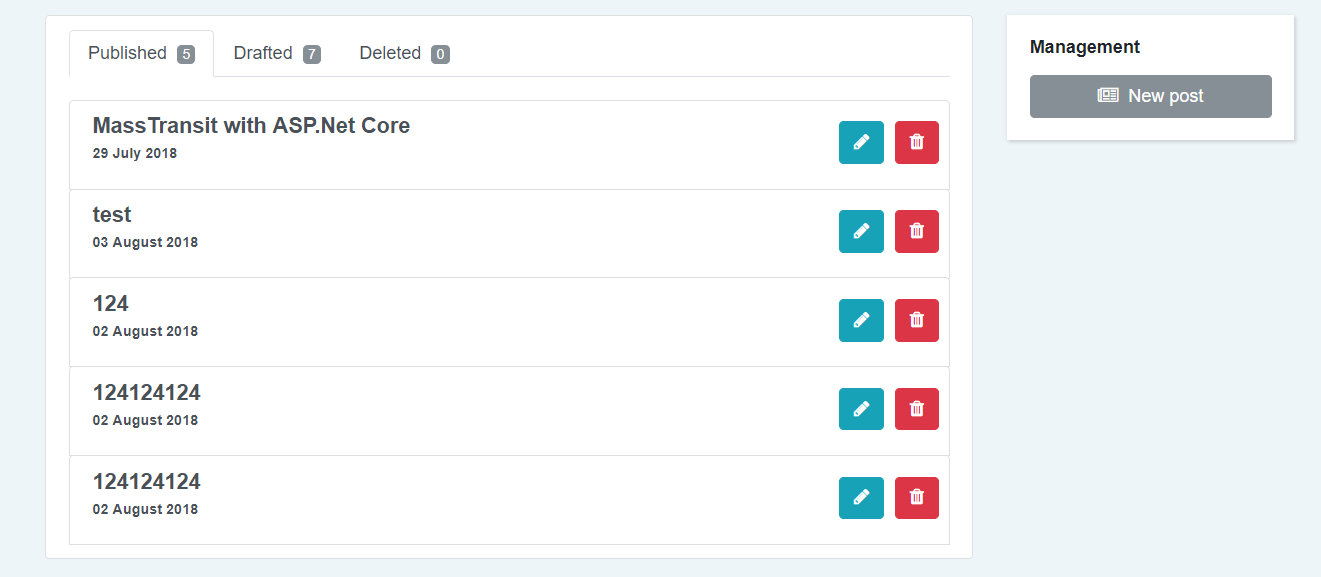 Published 5 Drafted 7 Deleted 0
MassTransit with ASP.Net Core
29 July 2018
test
03 August 2018
124
02 August 2018
124124124
02 August 2018
124124124
02 August 2018
Management
New post